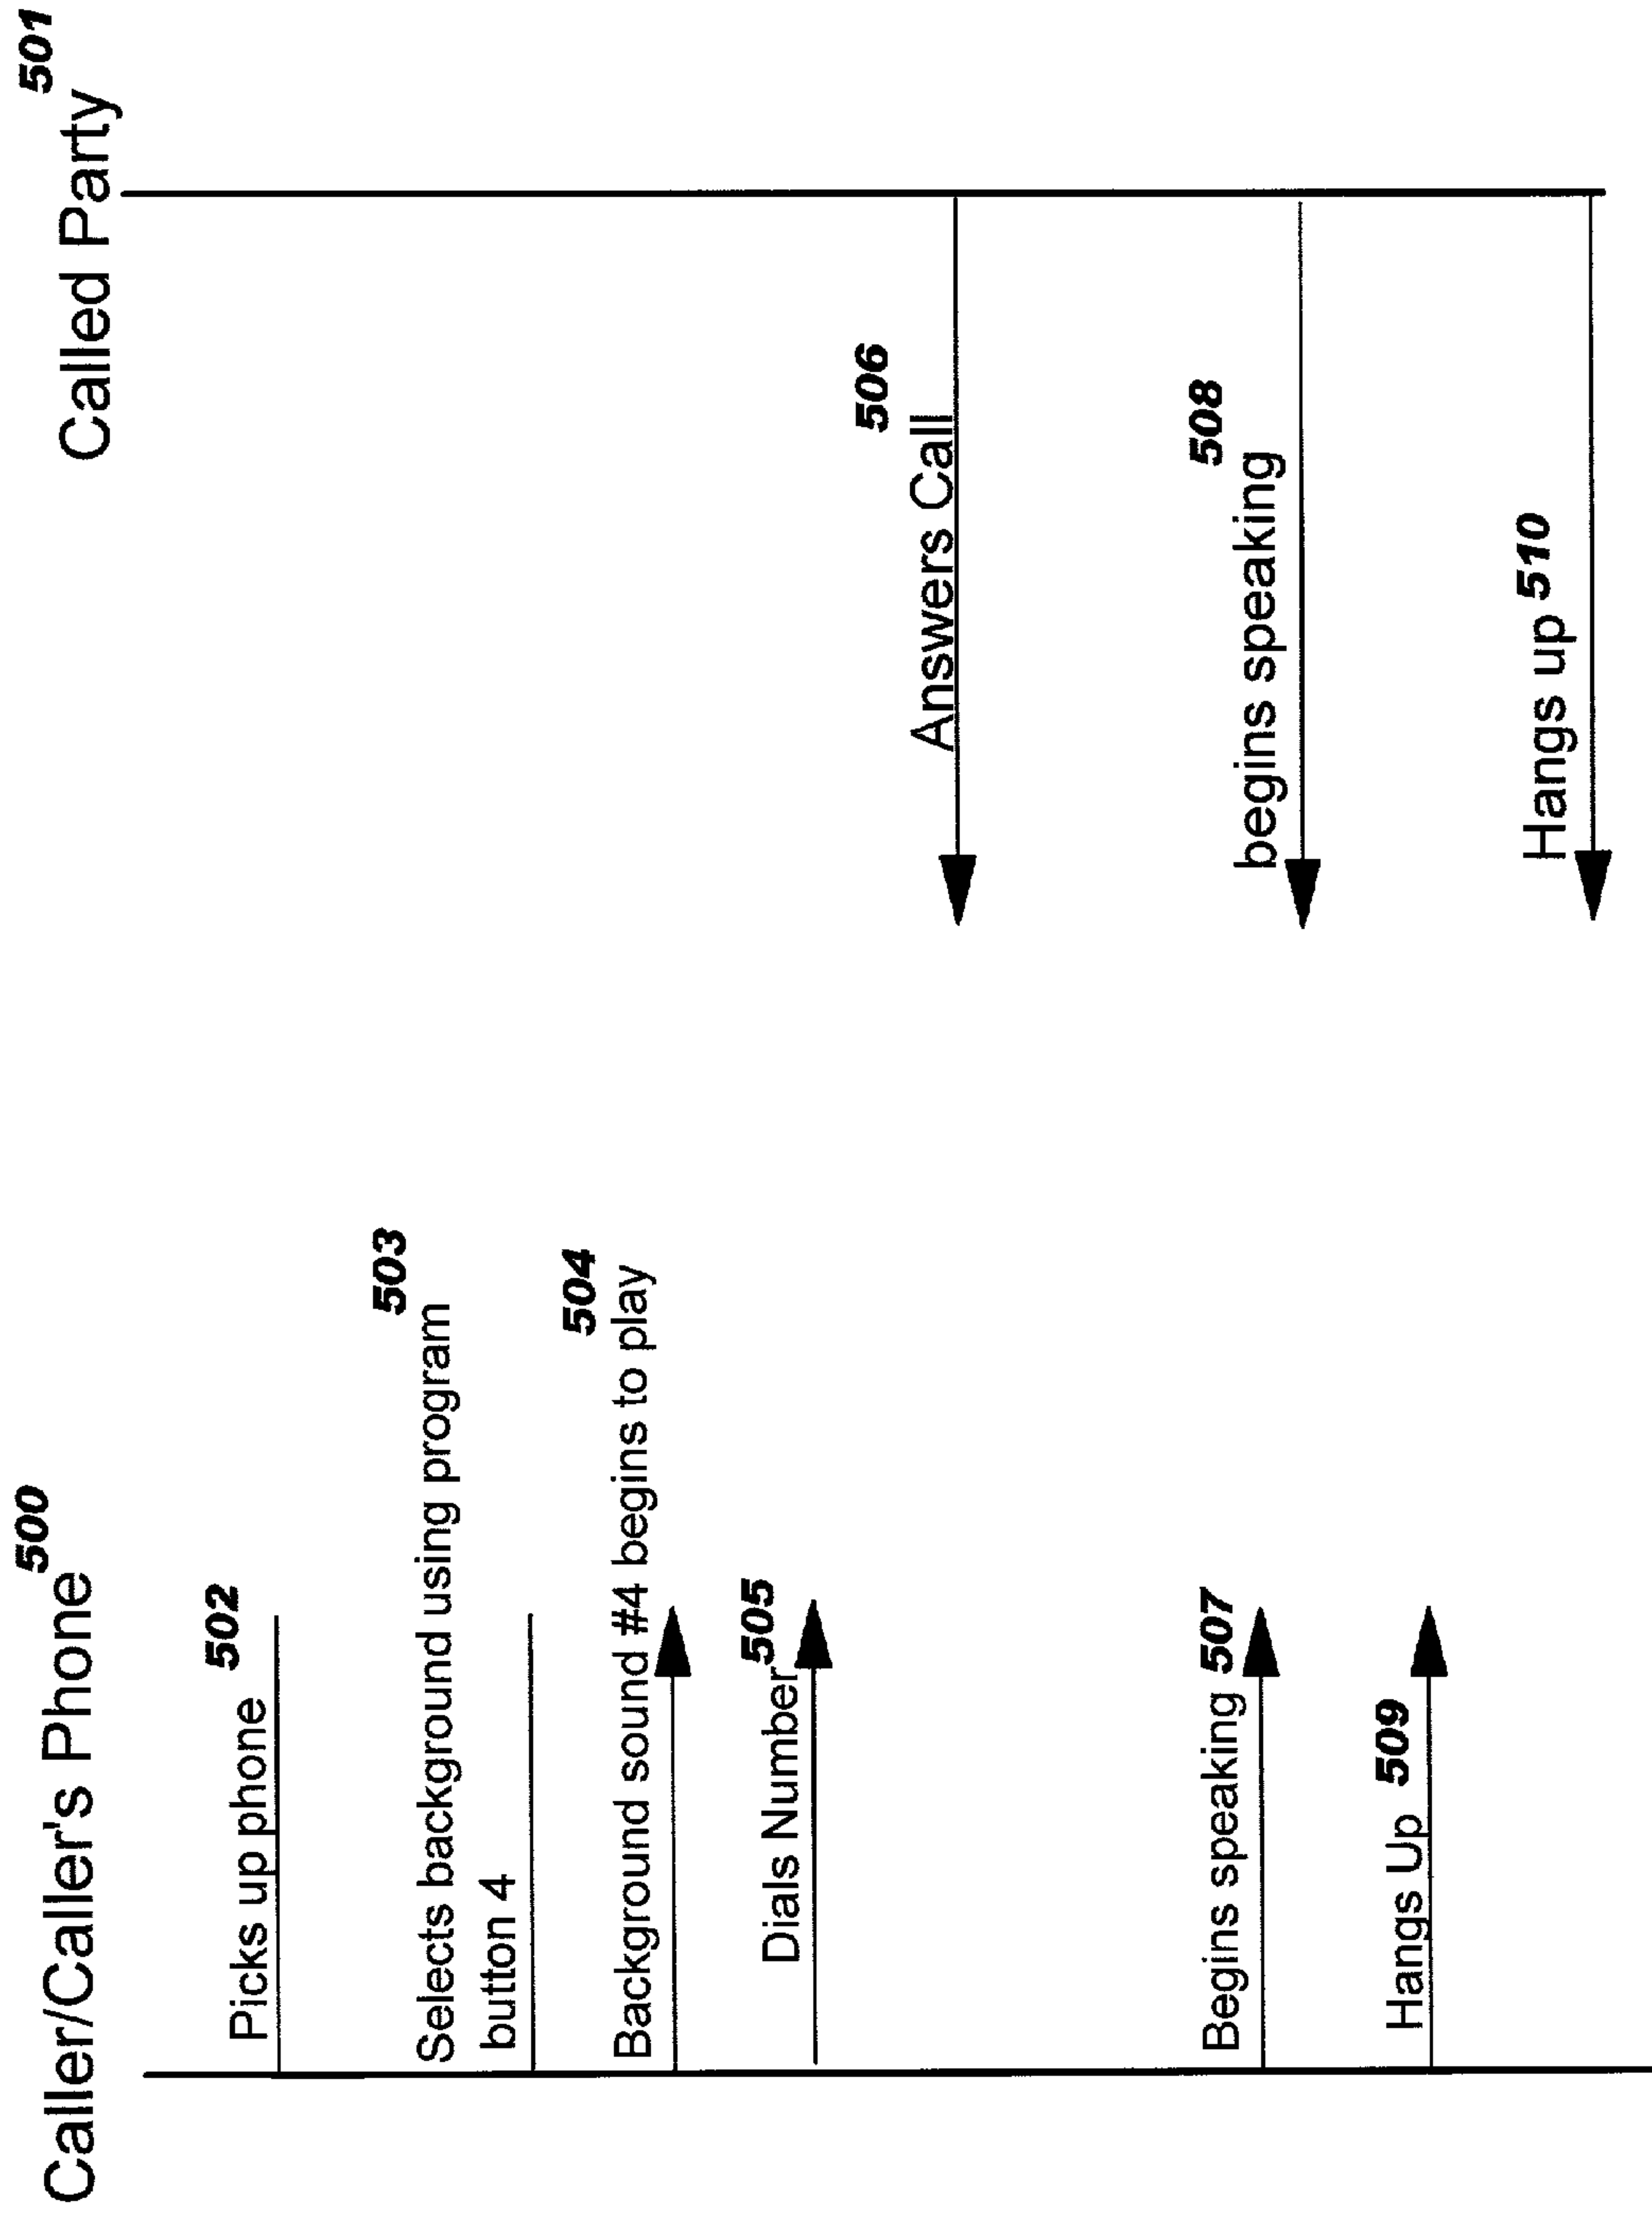 Caller/Caller's Phone 500
Called Party 501
Picks up phone 502
503
Selects background using program
button 4
504
Background sound #4 begins to play
505
Dials Number
506
Answers Call
Begins speaking 507
508
begins speaking
Hangs Up 509
Hangs up 510